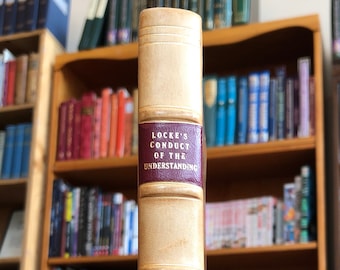 LOCKE'S
CONDUCT
OF THE
UNDERSTANDING